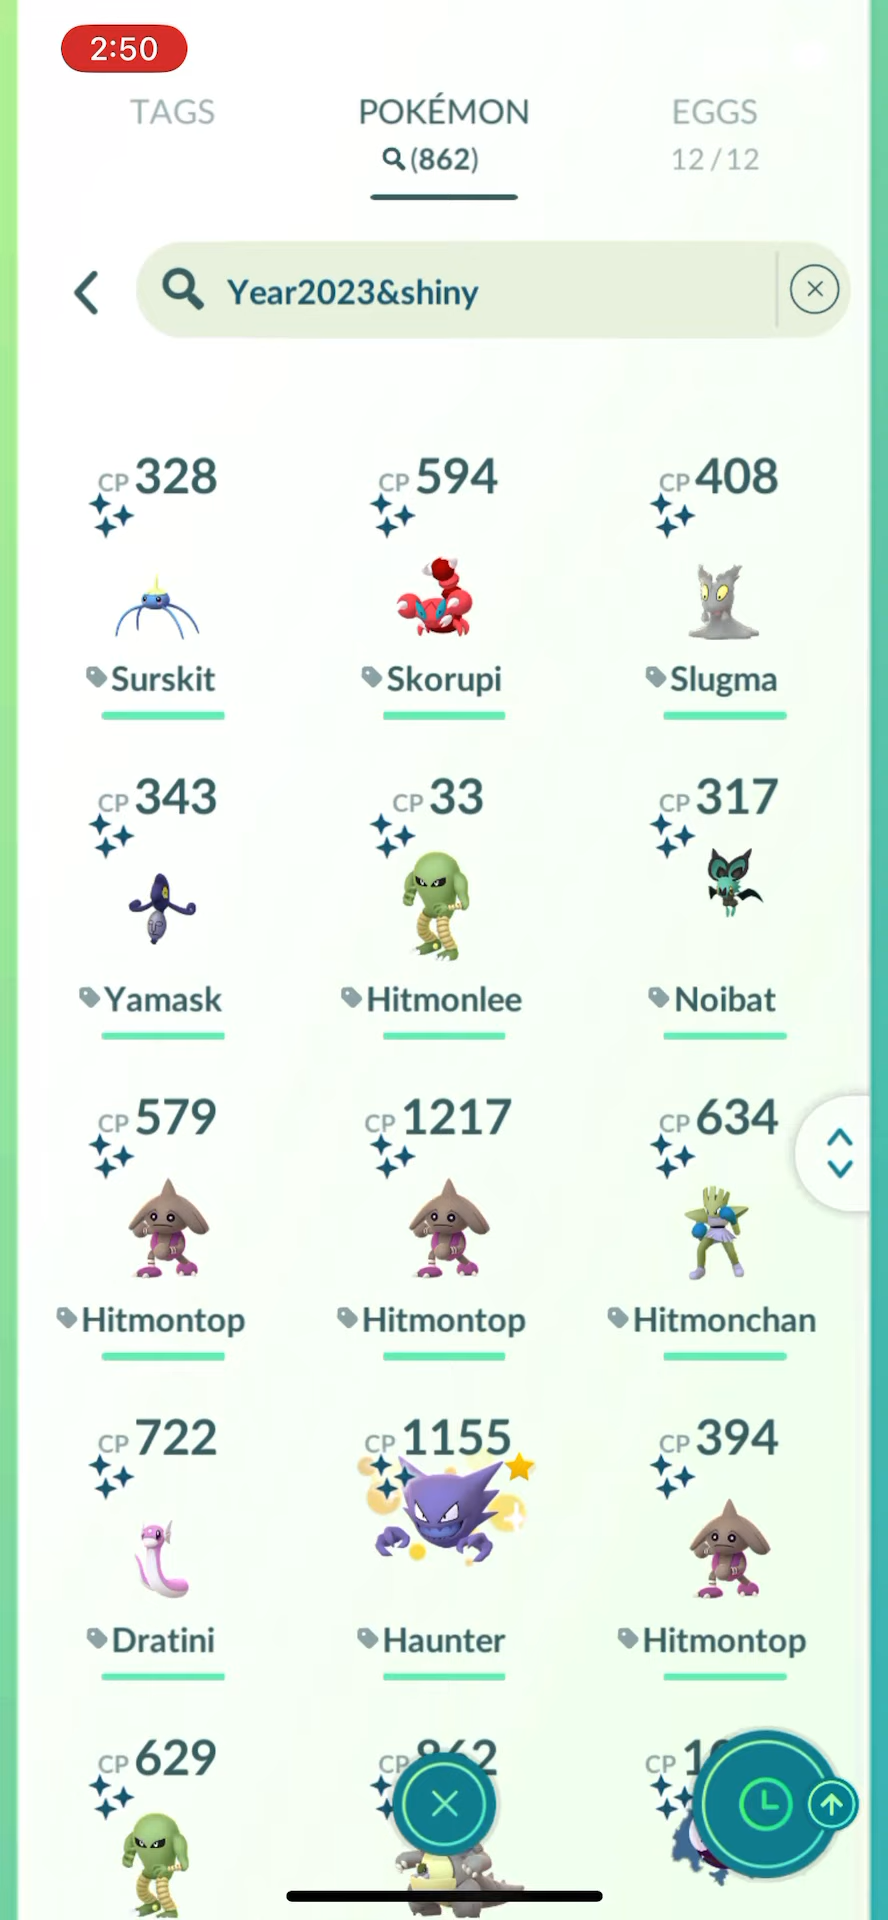 2:50
TAGS POKÉMON EGGS
(862) 12/12
Year2023&shiny
CP 328 CP 594 CP 408
Surskit Skorupi Slugma
CP 343 CP 33 CP 317
Yamask Hitmonlee Noibat
CP 579 CP 1217 CP 634
Hitmontop Hitmontop Hitmonchan
CP 722 CP 1155 CP 394
Dratini Haunter Hitmontop
CP 629 CP 862 CP